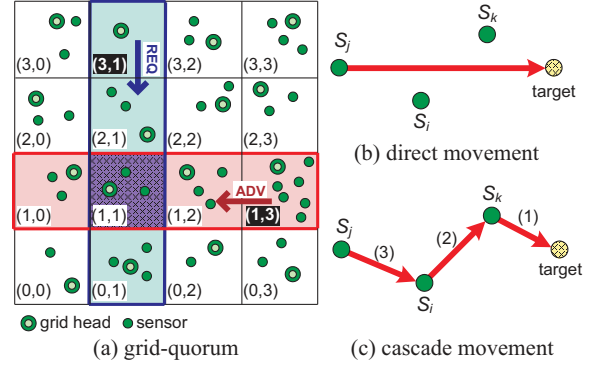 (3,0) (3,1) (3,2) (3,3)
REQ
(2,0) (2,1) (2,2) (2,3)
ADV
(1,0) (1,1) (1,2) (1,3)
(0,0) (0,1) (0,2) (0,3)
grid head sensor
(a) grid-quorum
Sk
Sj
target
Si
(b) direct movement
Sk
(1)
Sj
(2)
(3)
target
Si
(c) cascade movement